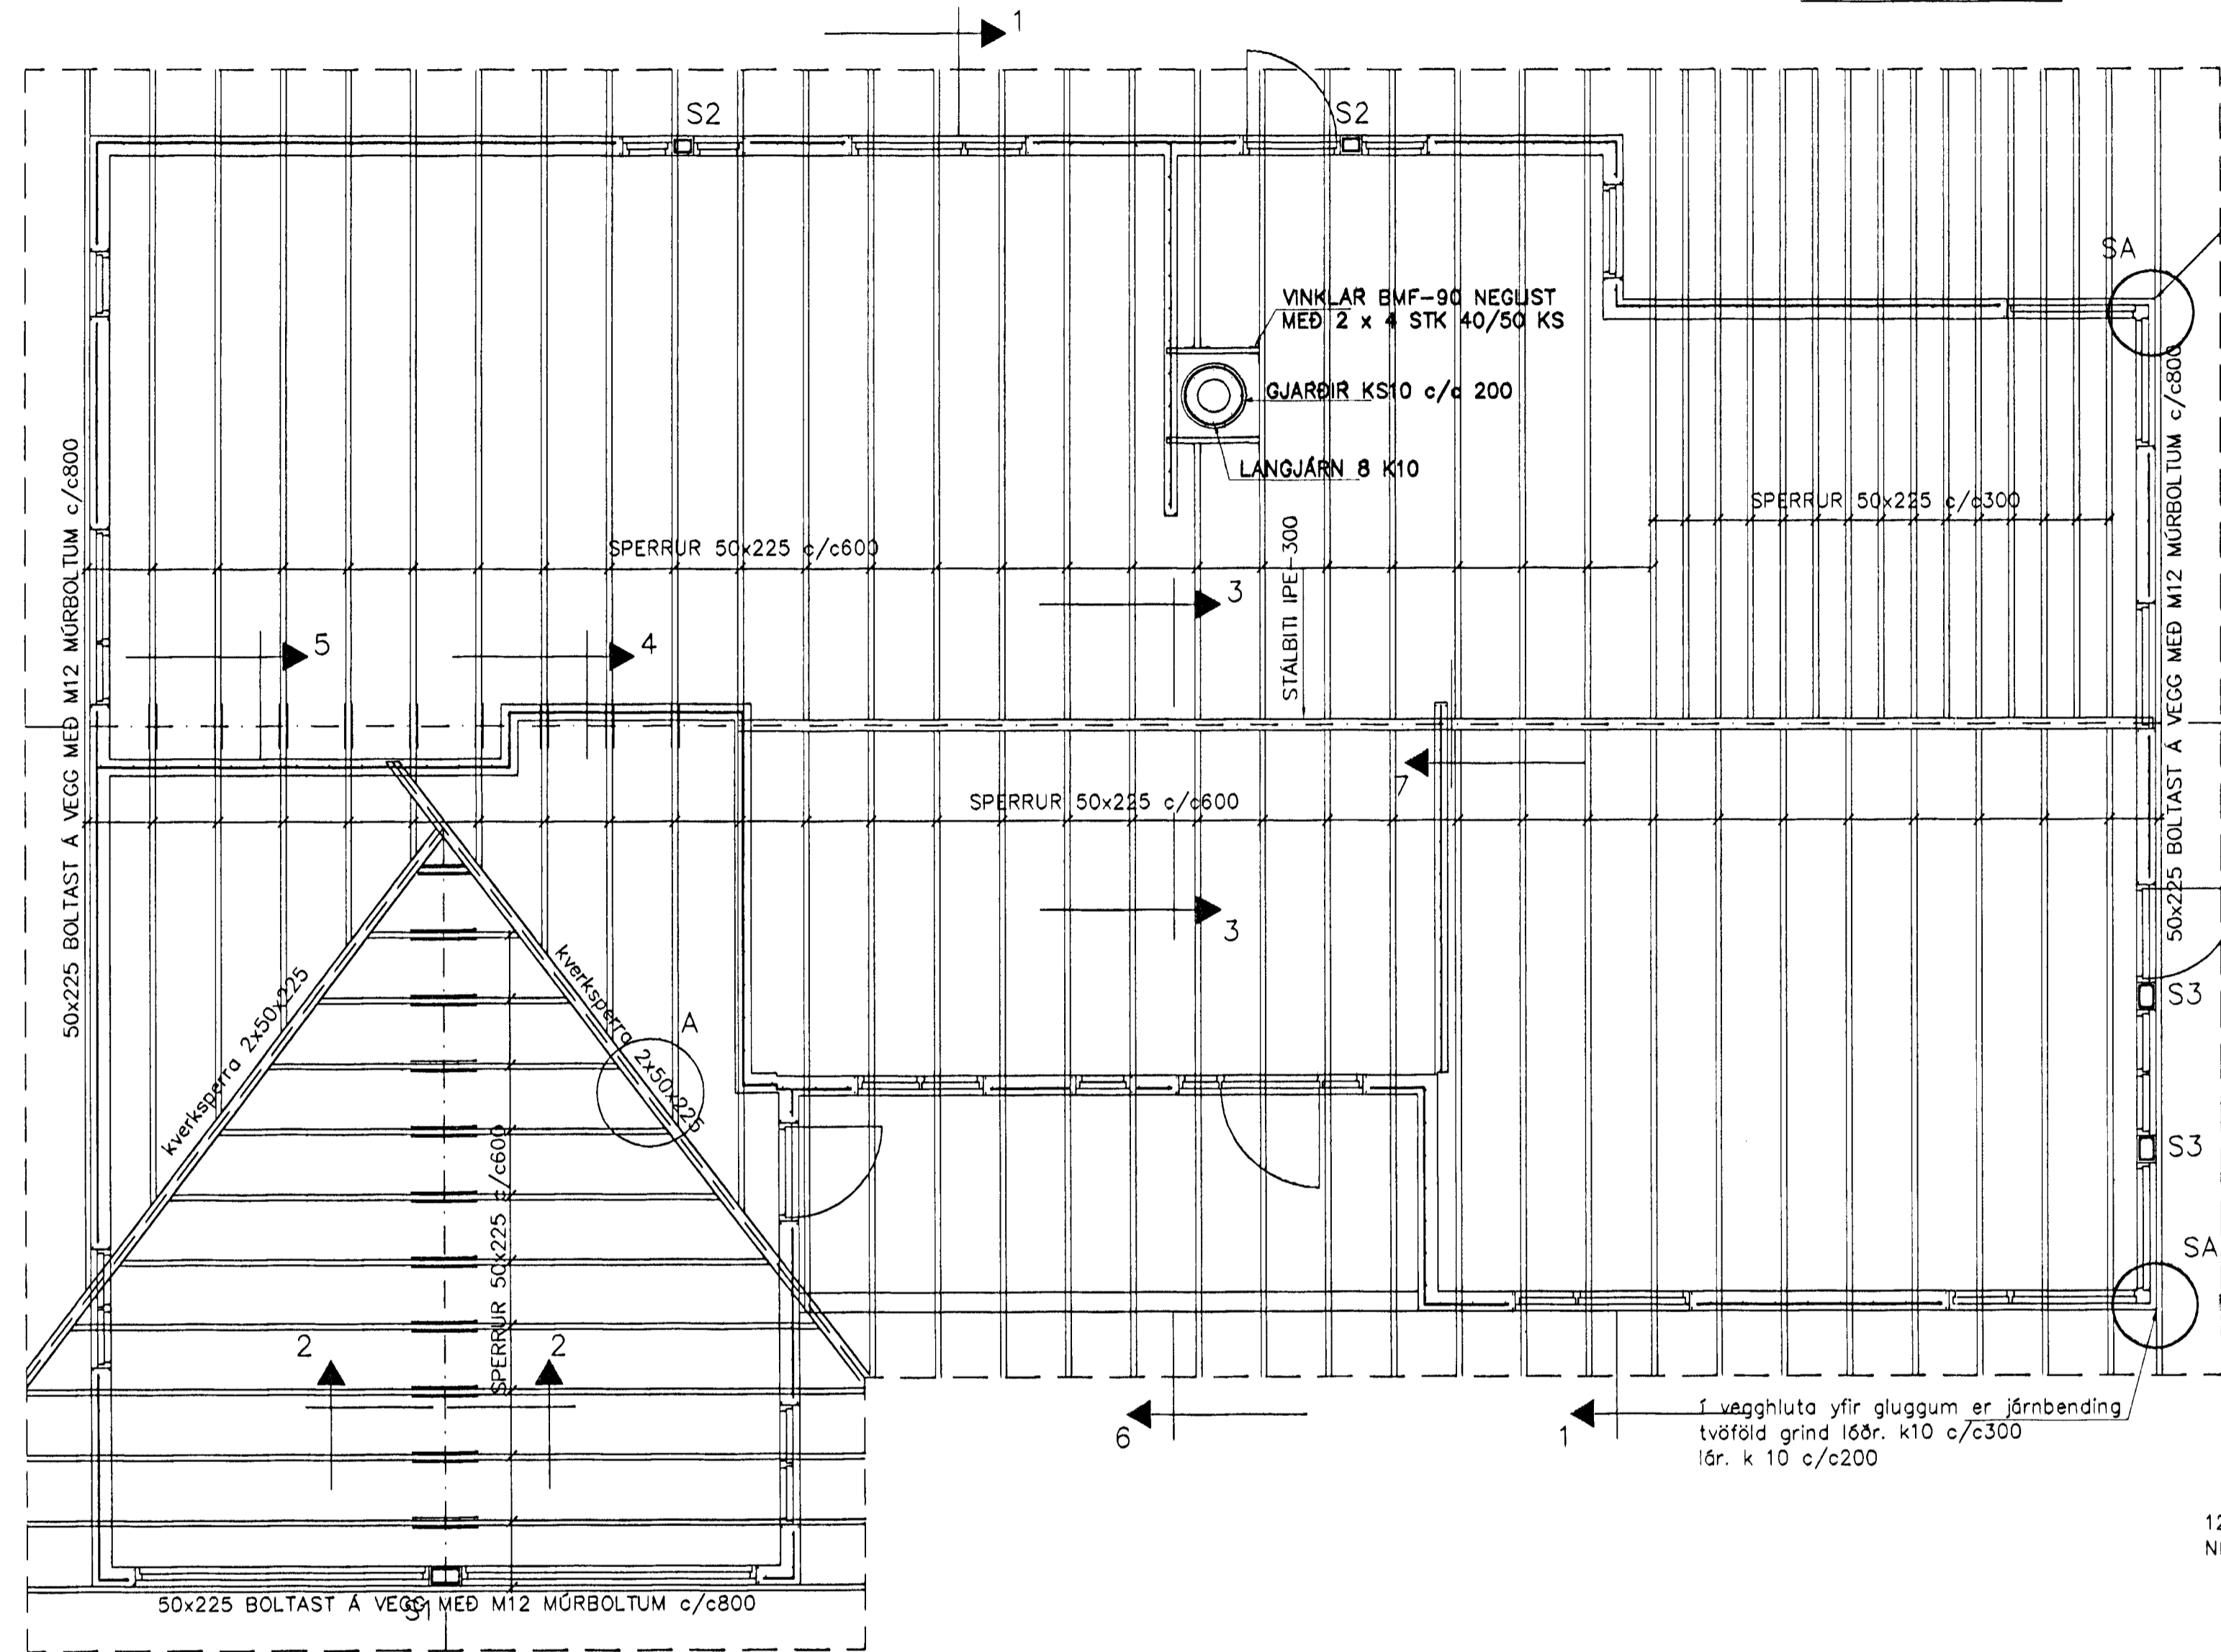 1
S2
S2
SA
VINKLAR BMF-90 NEGLIST
MEÐ 2 x 4 STK 40/50 KS
GJARÐIR KS10 c/c 200
LANGJÁRN 8 K10
SPERRUR 50x225 c/c300
SPERRUR 50x225 c/c600
STÁLBITI IPE-300
50x225 BOLTAST Á VEGG MEÐ M12 MÚRBOLTUM c/c800
50x225 BOLTAST Á VEGG MEÐ M12 MÚRBOLTUM c/c800
3
5
4
7
SPERRUR 50x225 c/c600
3
kverksperra 2x50x225
kverksperra 2x50x225
A
S3
S3
SPERRUR 50x225 c/c600
SA
2
2
6
1
Í vegghluta yfir gluggum er járnbending
tvöföld grind lóðr. k10 c/c300
lár. k 10 c/c200
50x225 BOLTAST Á VEGG MEÐ M12 MÚRBOLTUM c/c800
S1